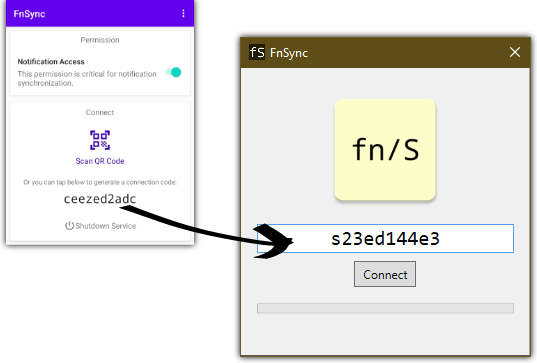 FnSync
Permission
Notification Access
This permission is critical for notification
synchronization.
Connect
Scan QR Code
Or you can tap below to generate a connection code:
ceezed2adc
Shutdown Service
fS FnSync
fn/S
s23ed144e3
Connect